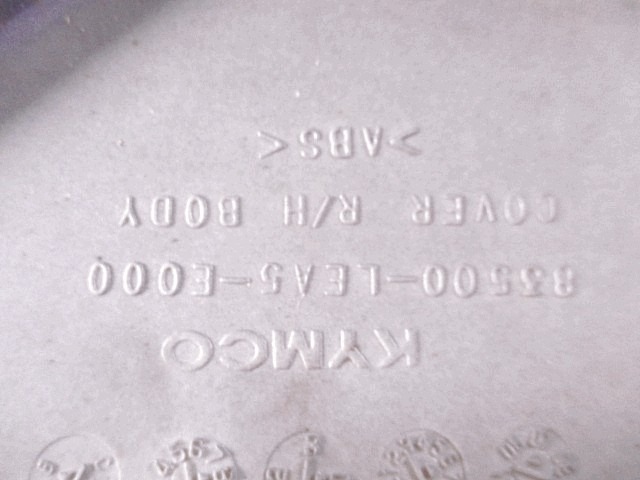 KYMCO
83500-LEA5-E000
COVER R/H BODY
>ABS<